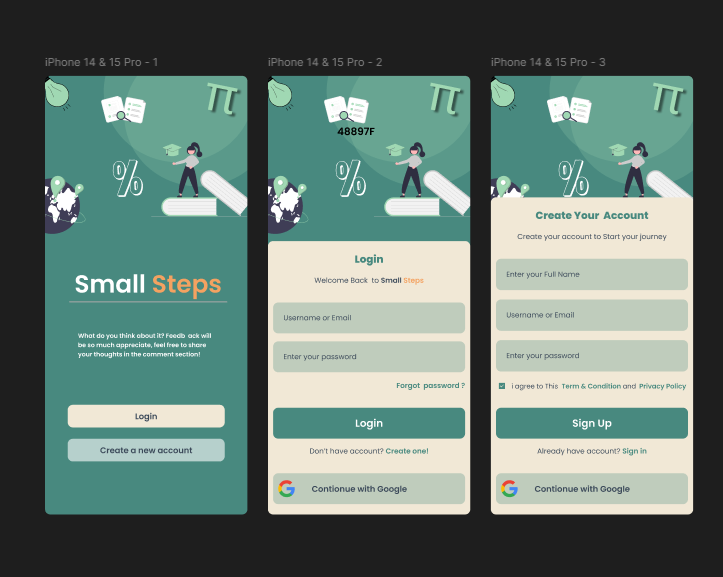 iPhone 14 & 15 Pro - 1
π
%
Small Steps
What do you think about it? Feedb ack will
be so much appreciate, feel free to share
your thoughts in the comment section!
Login
Create a new account
iPhone 14 & 15 Pro - 2
π
48897F
%
Login
Welcome Back to Small Steps
Username or Email
Enter your password
Forgot password ?
Login
Don't have account? Create one!
Contionue with Google
iPhone 14 & 15 Pro - 3
π
%
Create Your Account
Create your account to Start your journey
Enter your Full Name
Username or Email
Enter your password
i agree to This Term & Condition and Privacy Policy
Sign Up
Already have account? Sign in
Contionue with Google